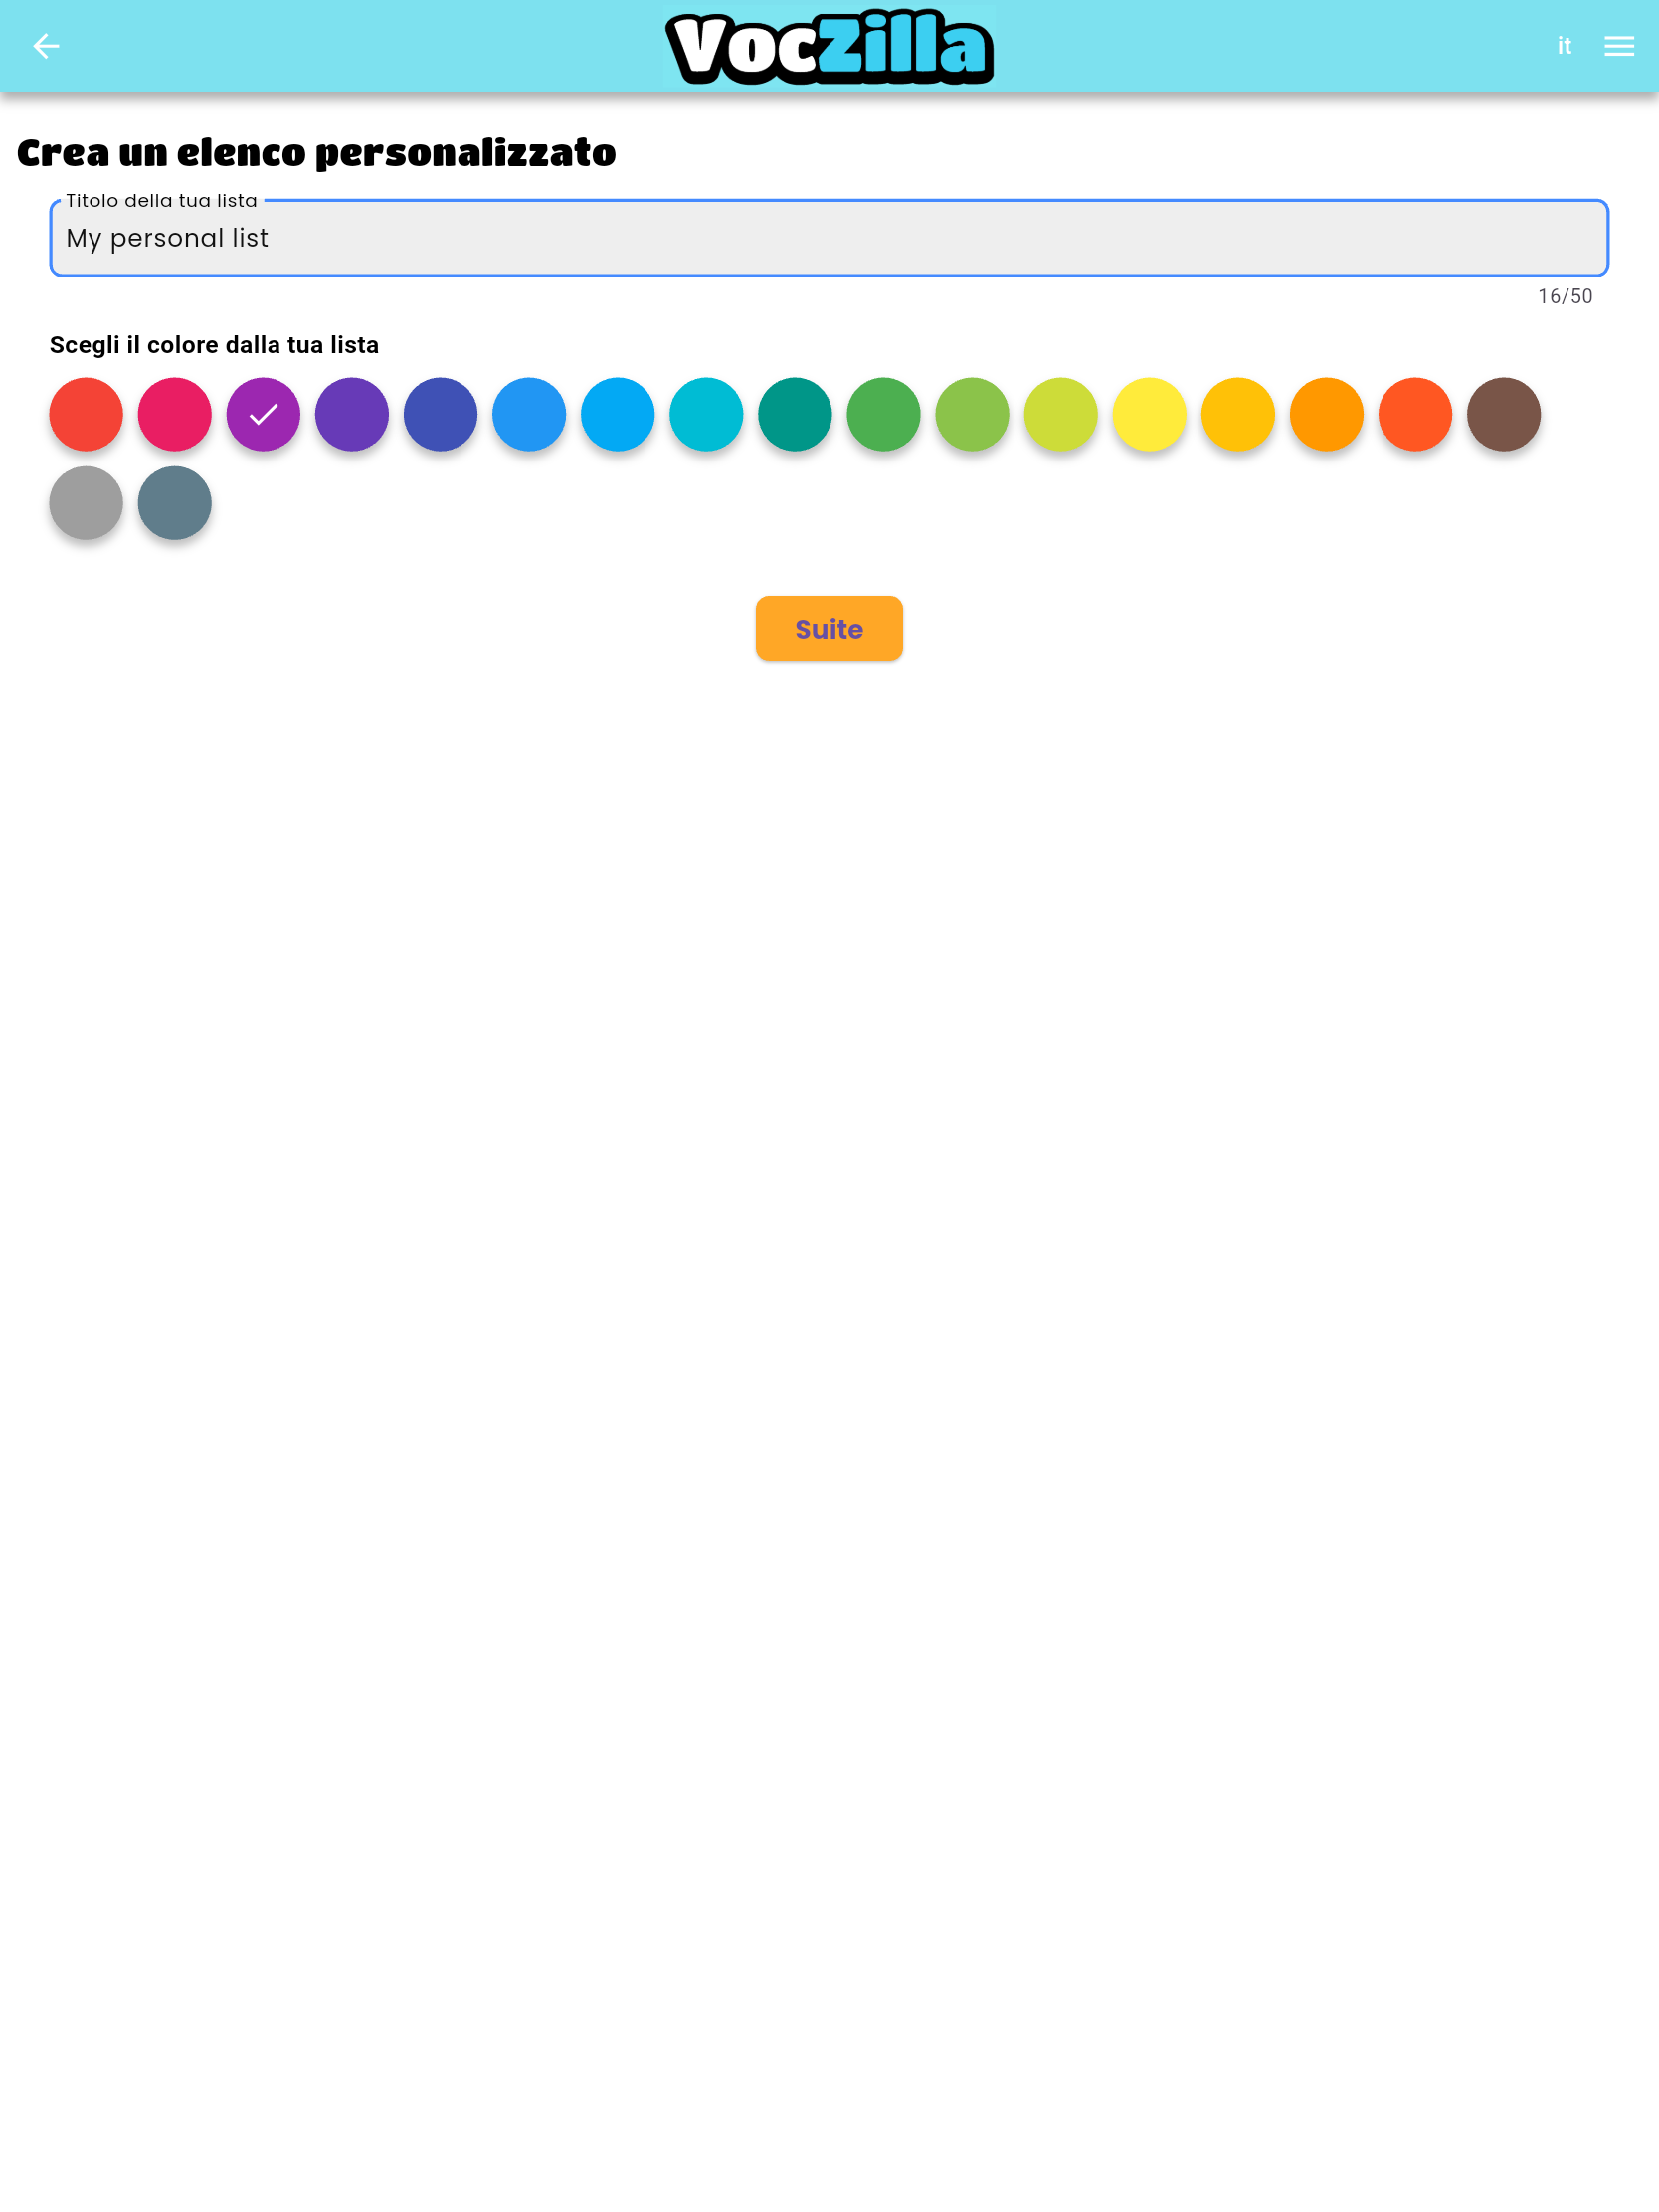 VocZilla
it
Crea un elenco personalizzato
Titolo della tua lista
My personal list
16/50
Scegli il colore dalla tua lista
Suite